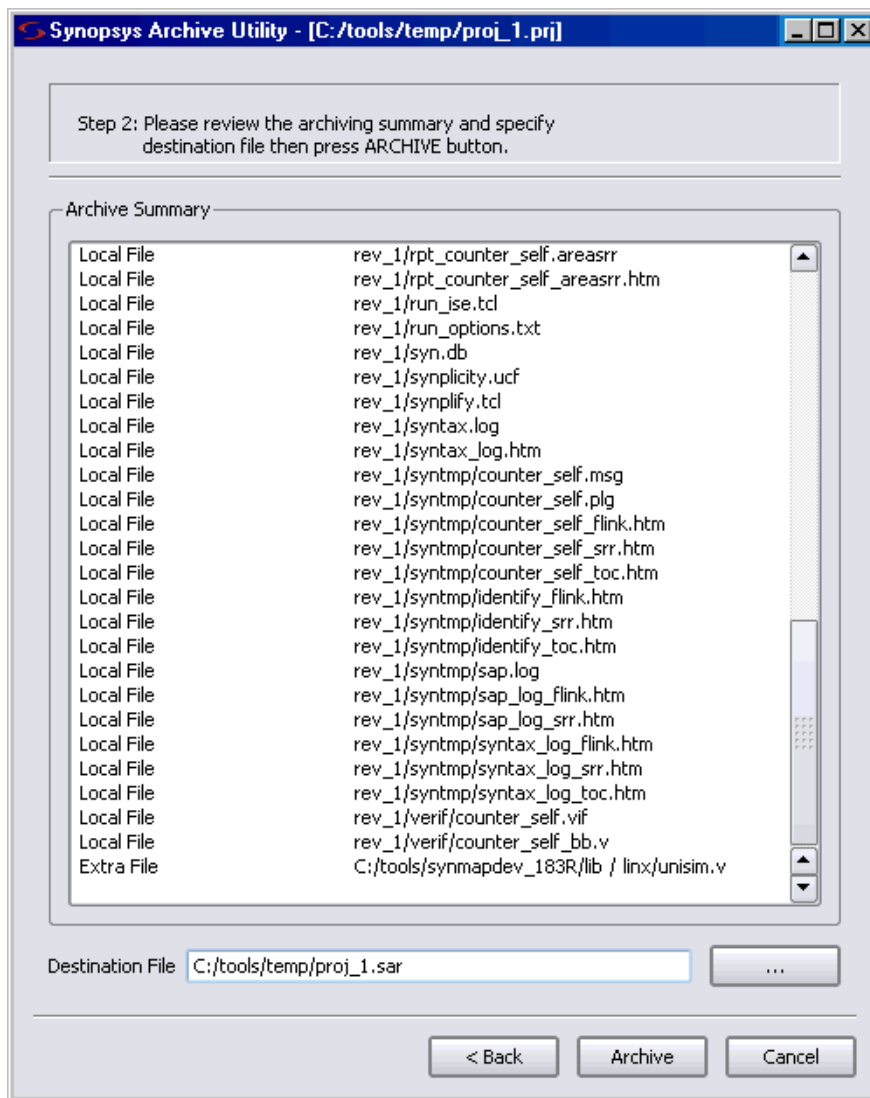 Synopsys Archive Utility - [C:/tools/temp/proj_1.prj]
Step 2: Please review the archiving summary and specify
destination file then press ARCHIVE button.
Archive Summary
Local File rev_1/rpt_counter_self.areasrr
Local File rev_1/rpt_counter_self_areasrr.htm
Local File rev_1/run_ise.tcl
Local File rev_1/run_options.txt
Local File rev_1/syn.db
Local File rev_1/synplicity.ucf
Local File rev_1/synplify.tcl
Local File rev_1/syntax.log
Local File rev_1/syntax_log.htm
Local File rev_1/syntmp/counter_self.msg
Local File rev_1/syntmp/counter_self.plg
Local File rev_1/syntmp/counter_self_flink.htm
Local File rev_1/syntmp/counter_self_srr.htm
Local File rev_1/syntmp/counter_self_toc.htm
Local File rev_1/syntmp/identify_flink.htm
Local File rev_1/syntmp/identify_srr.htm
Local File rev_1/syntmp/identify_toc.htm
Local File rev_1/syntmp/sap.log
Local File rev_1/syntmp/sap_log_flink.htm
Local File rev_1/syntmp/sap_log_srr.htm
Local File rev_1/syntmp/syntax_log_flink.htm
Local File rev_1/syntmp/syntax_log_srr.htm
Local File rev_1/syntmp/syntax_log_toc.htm
Local File rev_1/verif/counter_self.vif
Local File rev_1/verif/counter_self_bb.v
Extra File C:/tools/synmapdev_183R/lib / linx/unisim.v
Destination File C:/tools/temp/proj_1.sar ...
< Back Archive Cancel